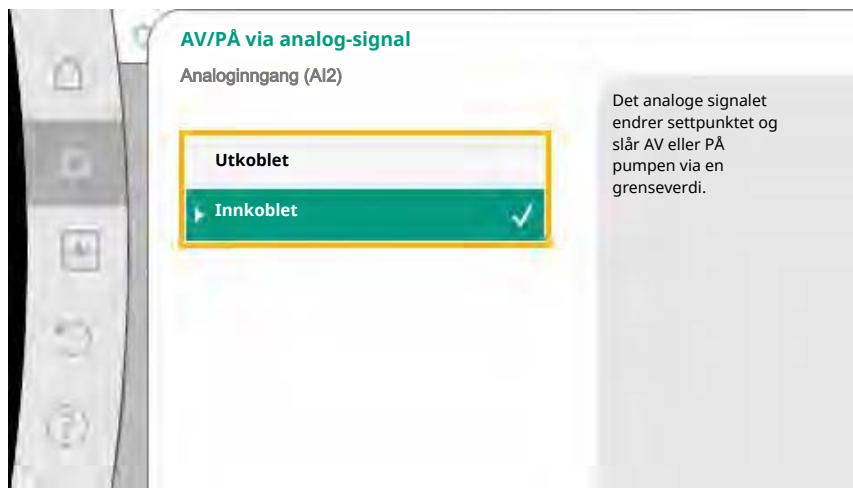 AV/PÅ via analog-signal
Analoginngang (AI2)
Utkoblet
Innkoblet
Det analoge signalet
endrer settpunktet og
slår AV eller PÅ
pumpen via en
grenseverdi.